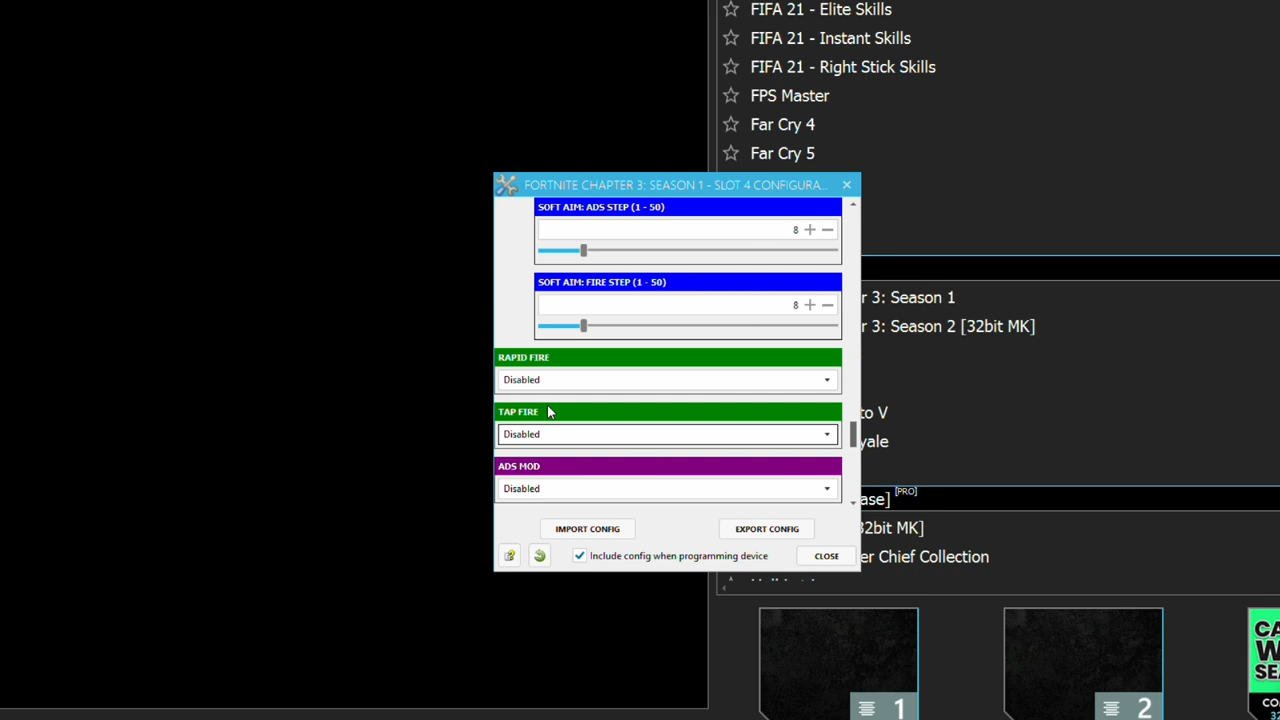 FIFA 21 - Elite Skills
FIFA 21 - Instant Skills
FIFA 21 - Right Stick Skills
FPS Master
Far Cry 4
Far Cry 5
FORTNITE CHAPTER 3: SEASON 1 - SLOT 4 CONFIGURA...
SOFT AIM: ADS STEP (1 - 50)
8
SOFT AIM: FIRE STEP (1 - 50)
8
RAPID FIRE
Disabled
TAP FIRE
Disabled
ADS MOD
Disabled
IMPORT CONFIG
EXPORT CONFIG
Include config when programming device
CLOSE
r 3: Season 1
r 3: Season 2 [32bit MK]
to V
yale
ase] [PRO]
32bit MK]
er Chief Collection
1
2